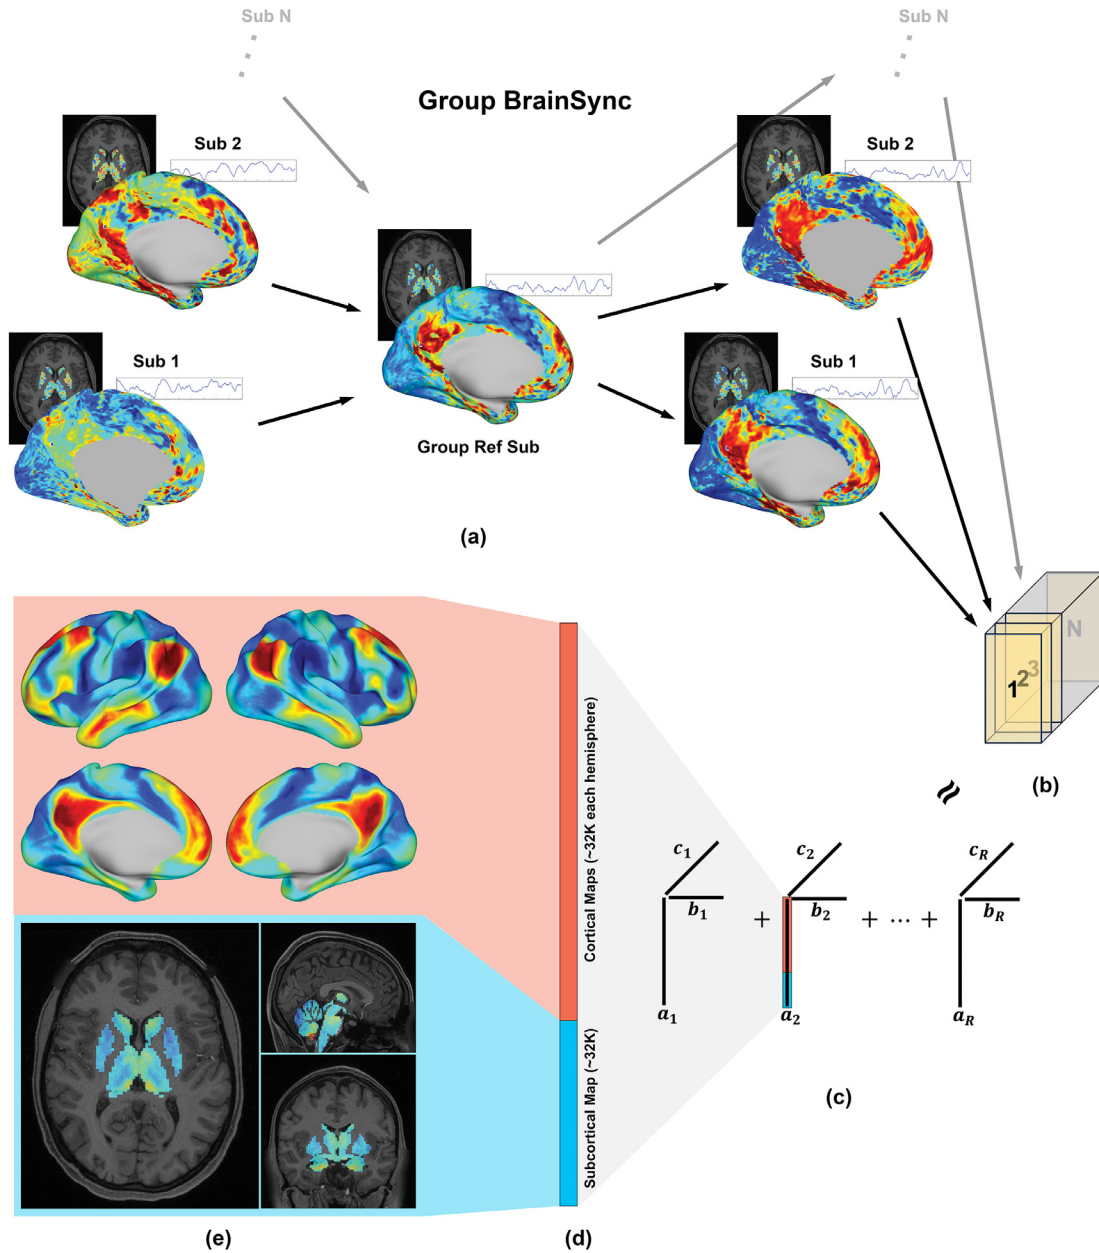 Sub N
Sub N
Group BrainSync
Sub 2
Sub 2
Sub 1
Sub 1
Group Ref Sub
(a)
1 2 3 N
(b)
≈
Cortical Maps (~32K each hemisphere)
Subcortical Map (~32K)
c1 c2 cR
b1 + b2 + ... + bR
a1 a2 aR
(c)
(e) (d)